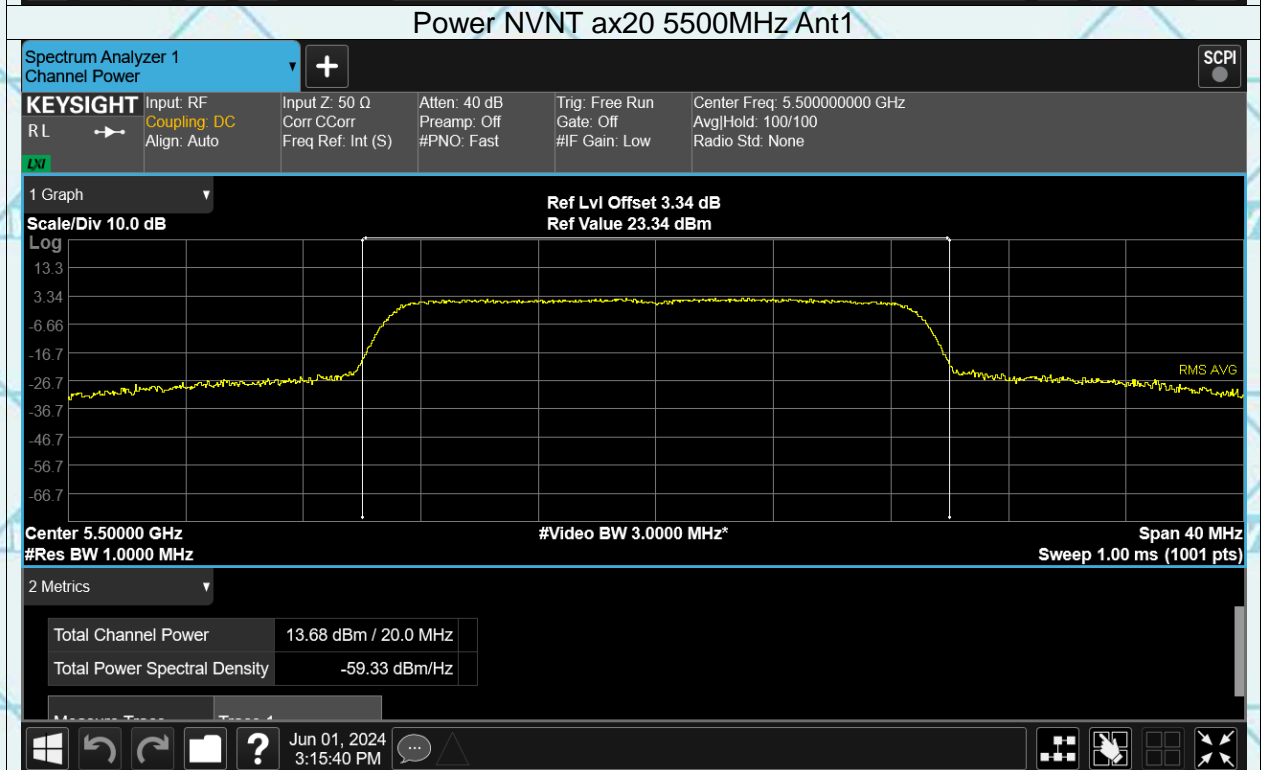 Power NVNT ax20 5500MHz Ant1
Spectrum Analyzer 1
Channel Power
SCPI
KEYSIGHT
R L
LXI
Input: RF
Coupling: DC
Align: Auto
Input Z: 50 Ω
Corr CCorr
Freq Ref: Int (S)
Atten: 40 dB
Preamp: Off
#PNO: Fast
Trig: Free Run
Gate: Off
#IF Gain: Low
Center Freq: 5.500000000 GHz
Avg|Hold: 100/100
Radio Std: None
1 Graph
Scale/Div 10.0 dB
Ref Lvl Offset 3.34 dB
Ref Value 23.34 dBm
Log
13.3
3.34
-6.66
-16.7
-26.7
-36.7
-46.7
-56.7
-66.7
RMS AVG
Center 5.50000 GHz
#Video BW 3.0000 MHz*
Span 40 MHz
#Res BW 1.0000 MHz
Sweep 1.00 ms (1001 pts)
2 Metrics
Total Channel Power 13.68 dBm / 20.0 MHz
Total Power Spectral Density -59.33 dBm/Hz
Measure Trace Trace 1
?
Jun 01, 2024
3:15:40 PM